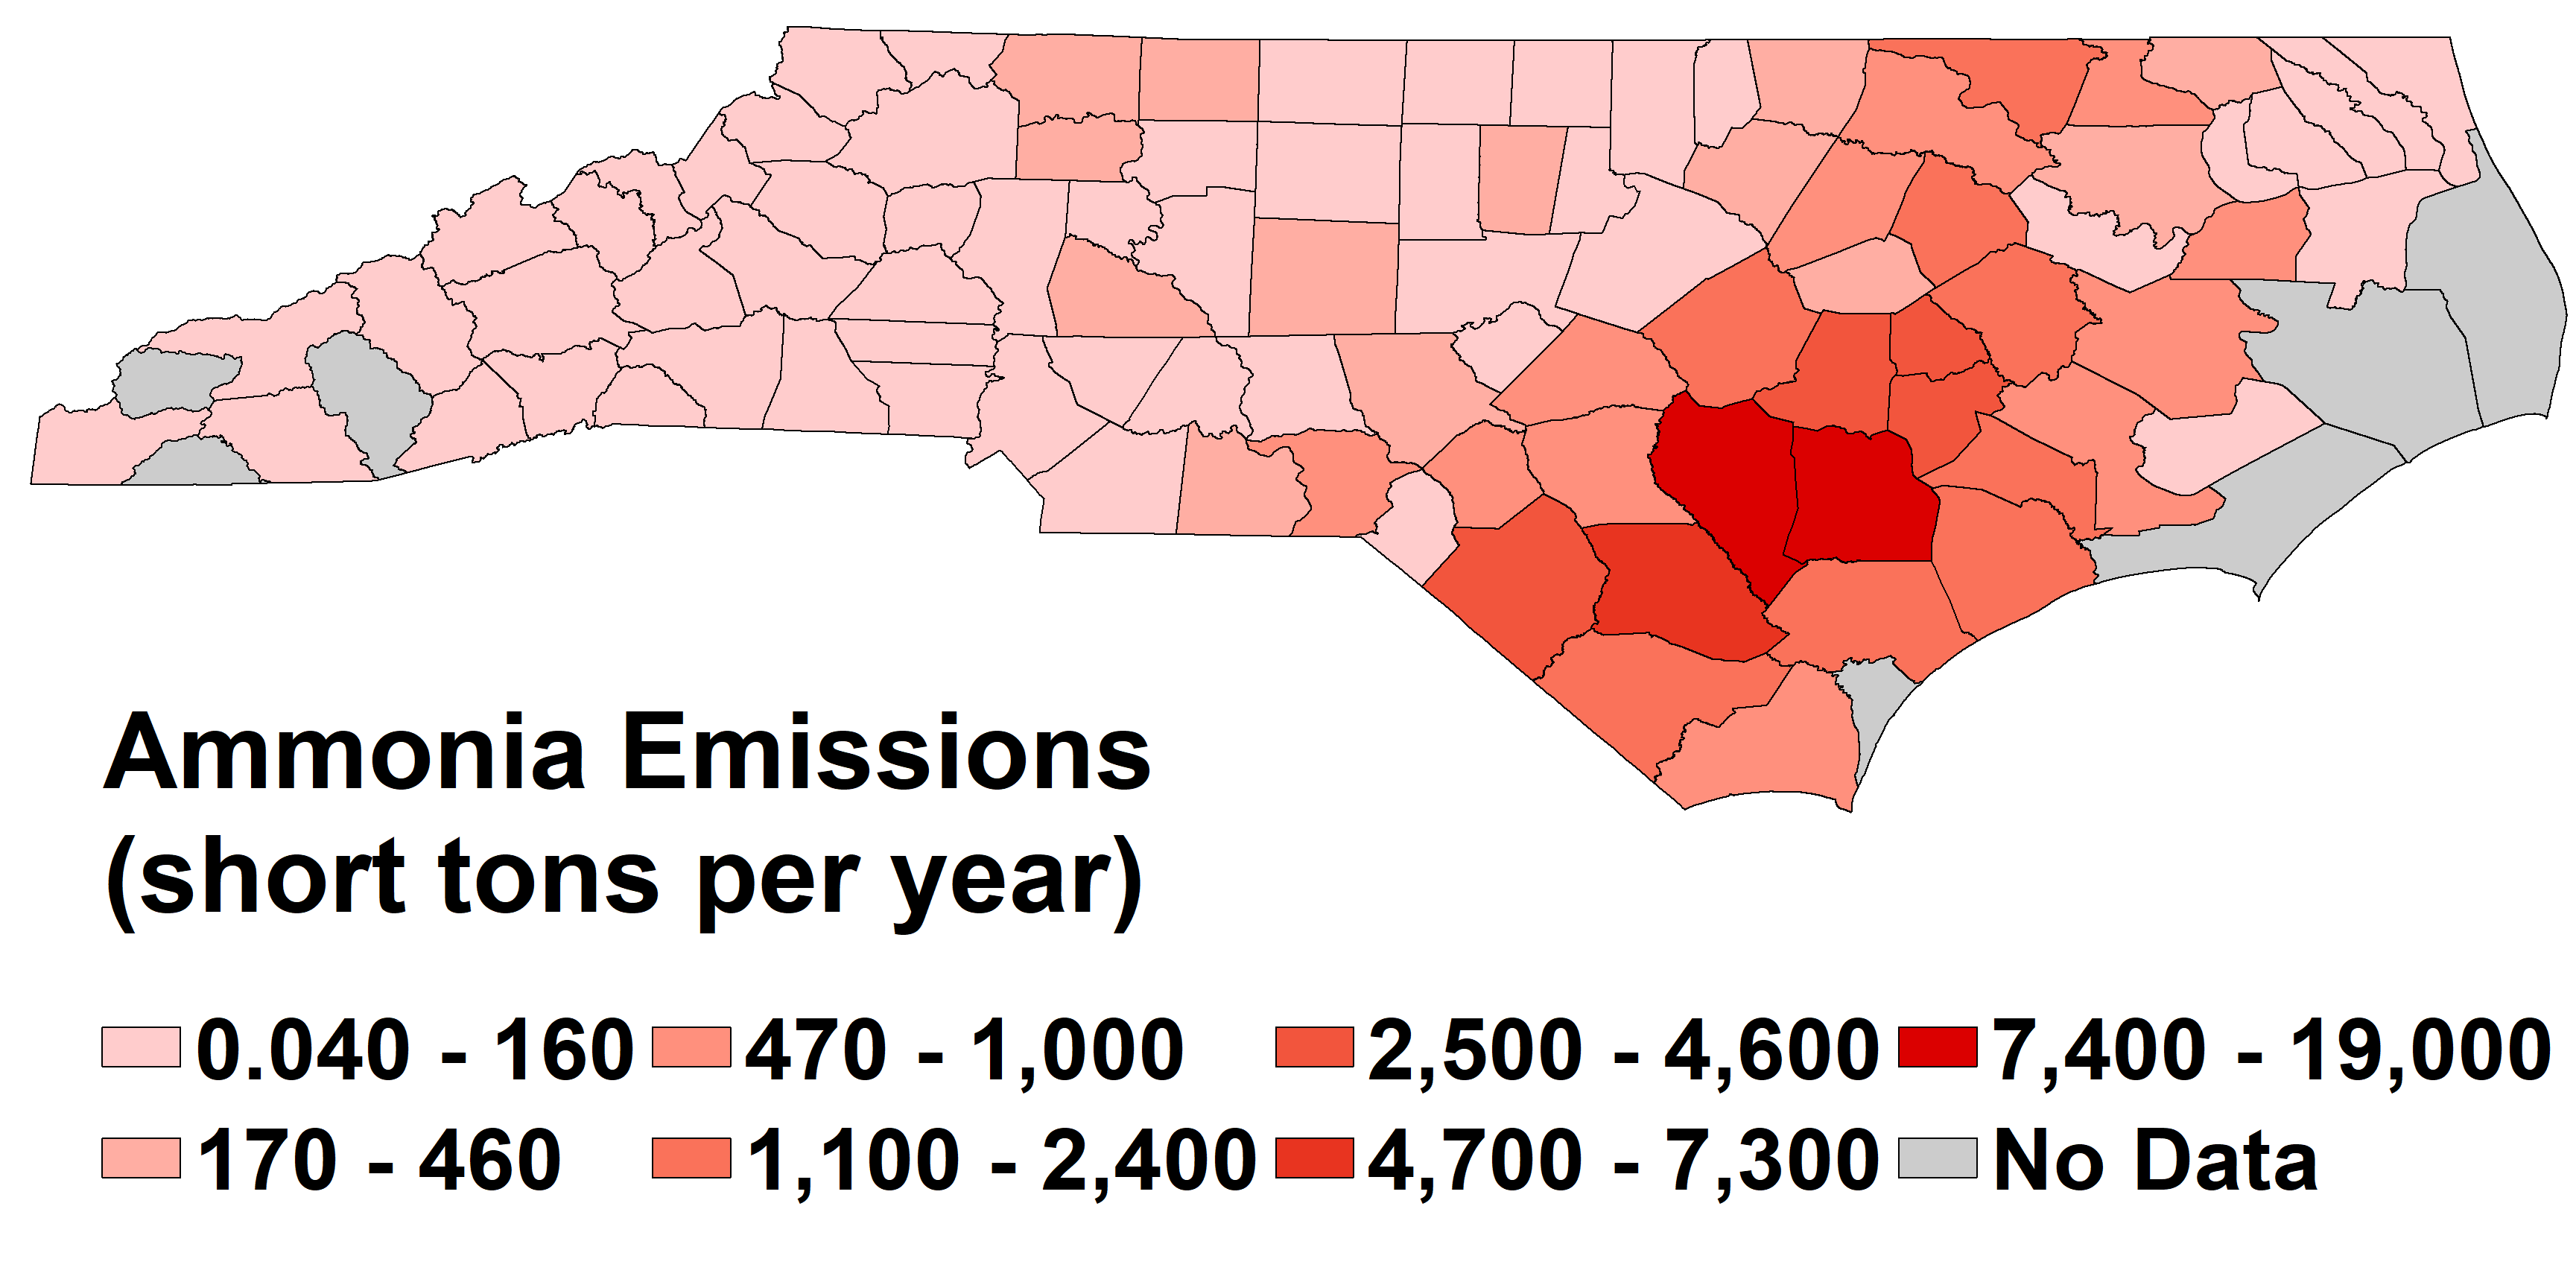 Ammonia Emissions
(short tons per year)
0.040 - 160 470 - 1,000 2,500 - 4,600 7,400 - 19,000
170 - 460 1,100 - 2,400 4,700 - 7,300 No Data